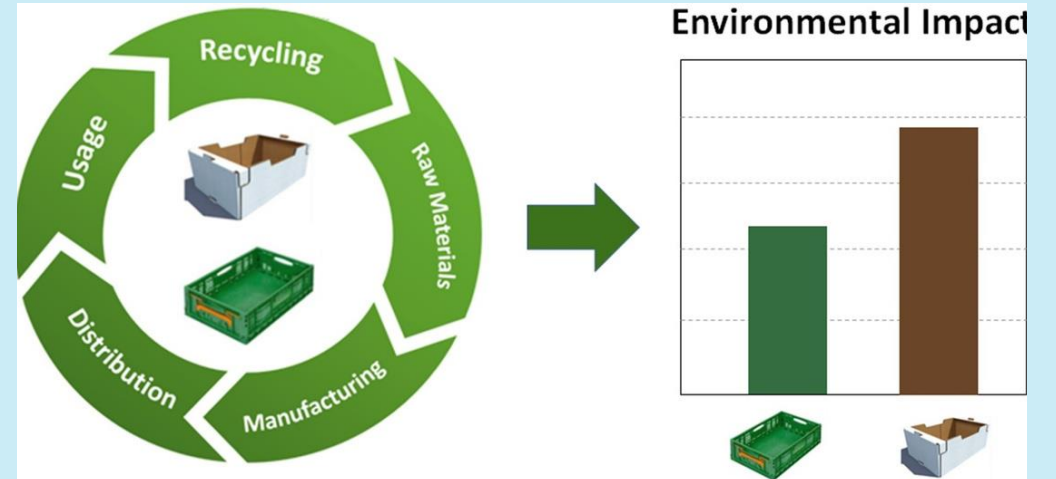 Environmental Impact
Recycling
Raw Materials
Manufacturing
Distribution
Usage